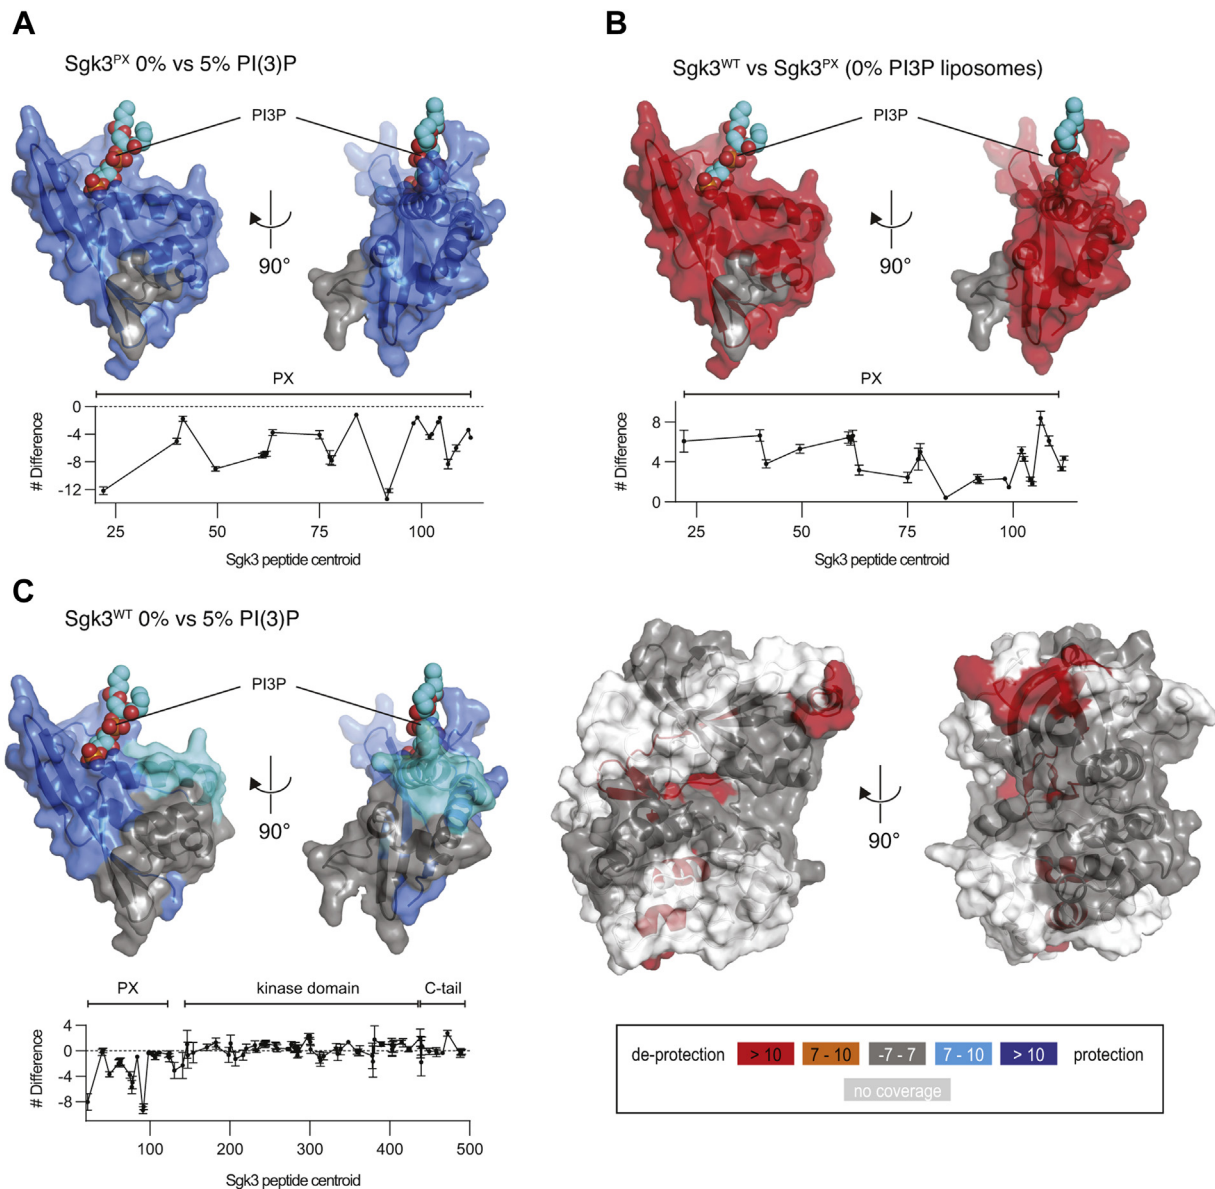 A
Sgk3PX 0% vs 5% PI(3)P
PI3P
90°
PX
0
-4
-8
-12
# Difference
25 50 75 100
Sgk3 peptide centroid
B
Sgk3WT vs Sgk3PX (0% PI3P liposomes)
PI3P
90°
PX
8
4
0
# Difference
25 50 75 100
Sgk3 peptide centroid
C
Sgk3WT 0% vs 5% PI(3)P
PI3P
90°
90°
PX kinase domain C-tail
4
0
-4
-8
# Difference
100 200 300 400 500
Sgk3 peptide centroid
de-protection > 10 7 - 10 -7 - 7 7 - 10 > 10 protection
no coverage